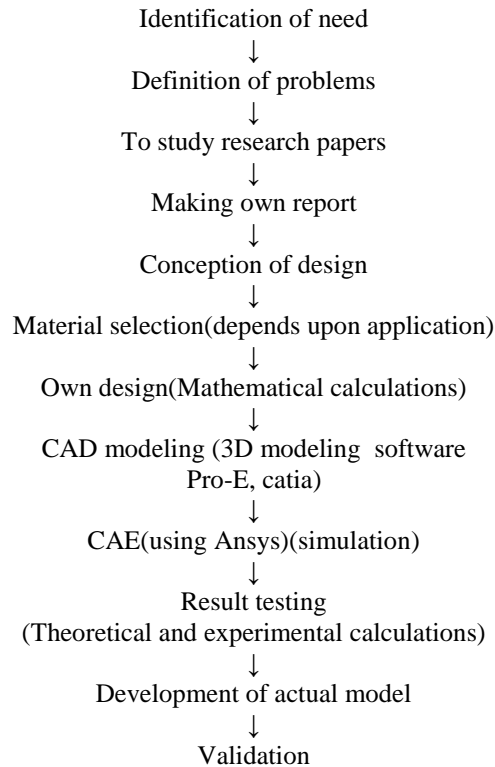 Identification of need
↓
Definition of problems
↓
To study research papers
↓
Making own report
↓
Conception of design
↓
Material selection(depends upon application)
↓
Own design(Mathematical calculations)
↓
CAD modeling (3D modeling software
Pro-E, catia)
↓
CAE(using Ansys)(simulation)
↓
Result testing
(Theoretical and experimental calculations)
↓
Development of actual model
↓
Validation